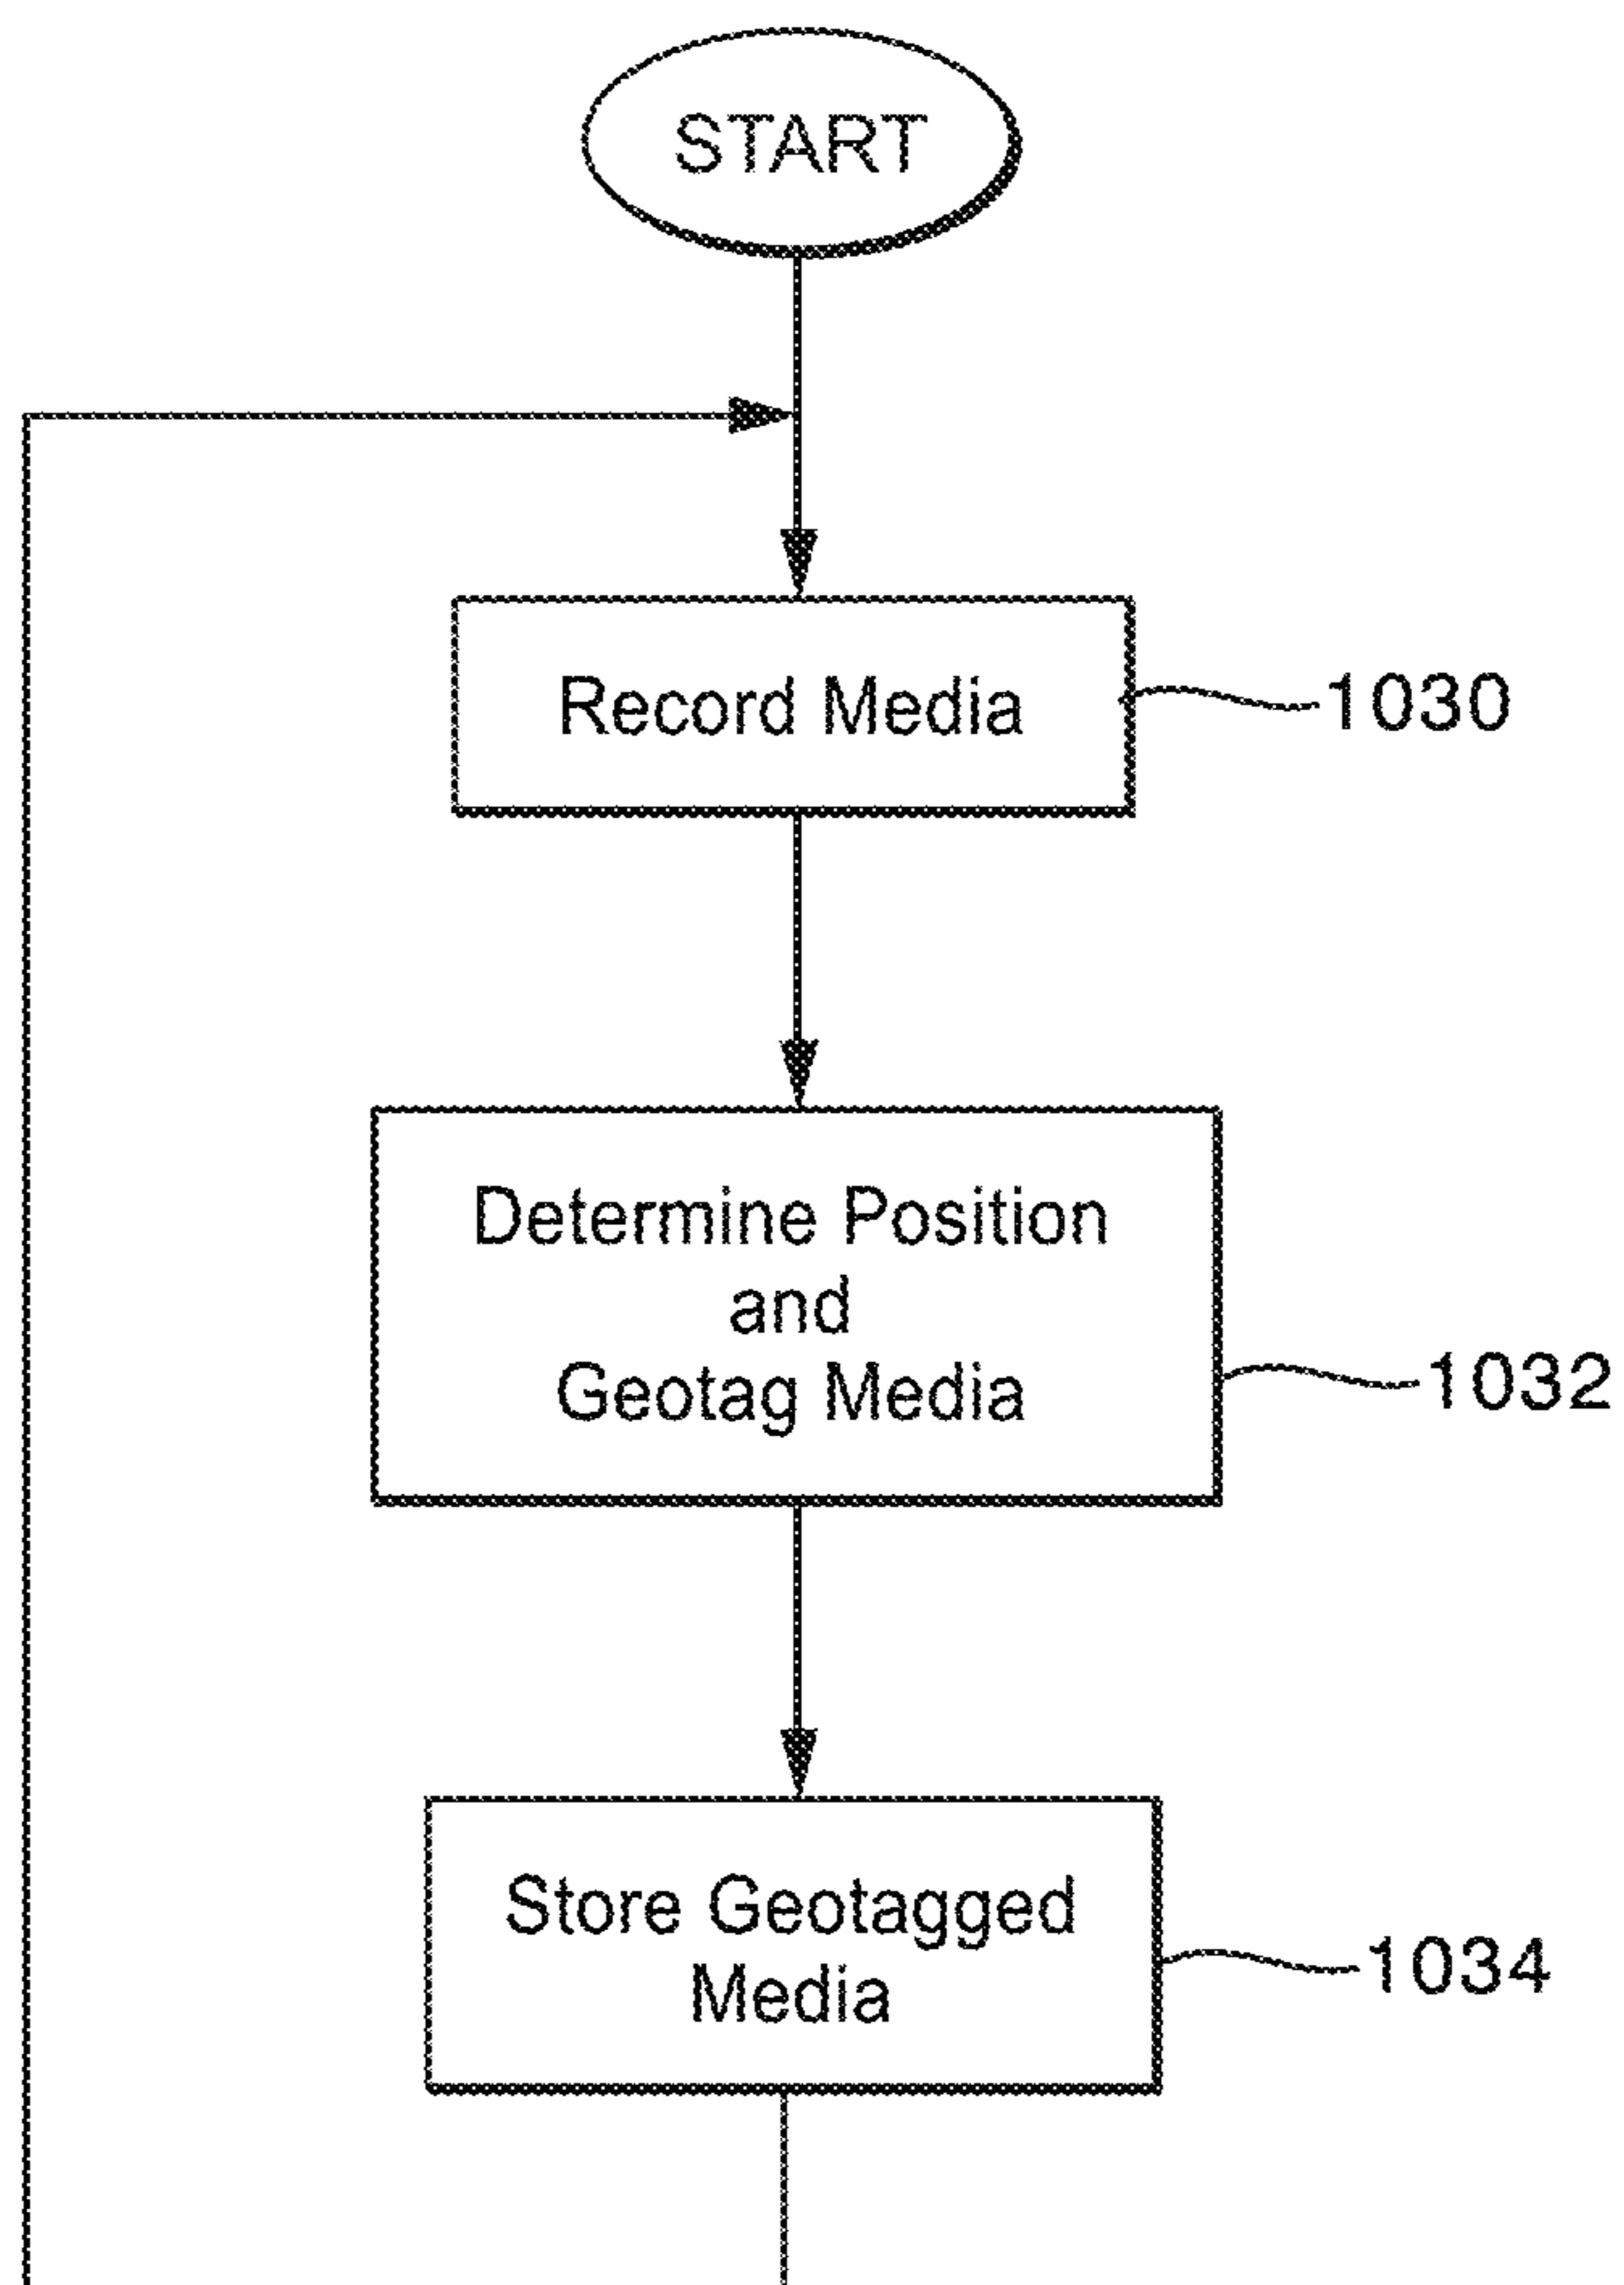 START
Record Media
1030
Determine Position
and
Geotag Media
1032
Store Geotagged
Media
1034